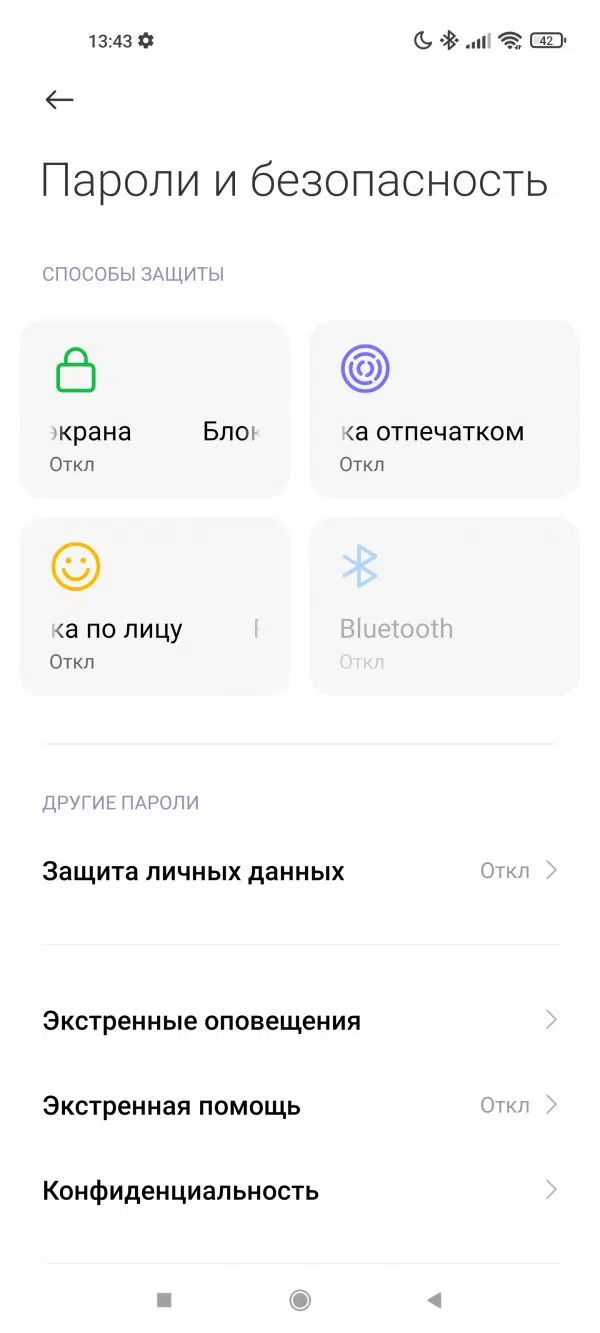 13:43 42
Пароли и безопасность
СПОСОБЫ ЗАЩИТЫ
экрана Блок
ка отпечатком
Откл Откл
ка по лицу
Bluetooth
Откл Откл
ДРУГИЕ ПАРОЛИ
Защита личных данных Откл
Экстренные оповещения
Экстренная помощь Откл
Конфиденциальность